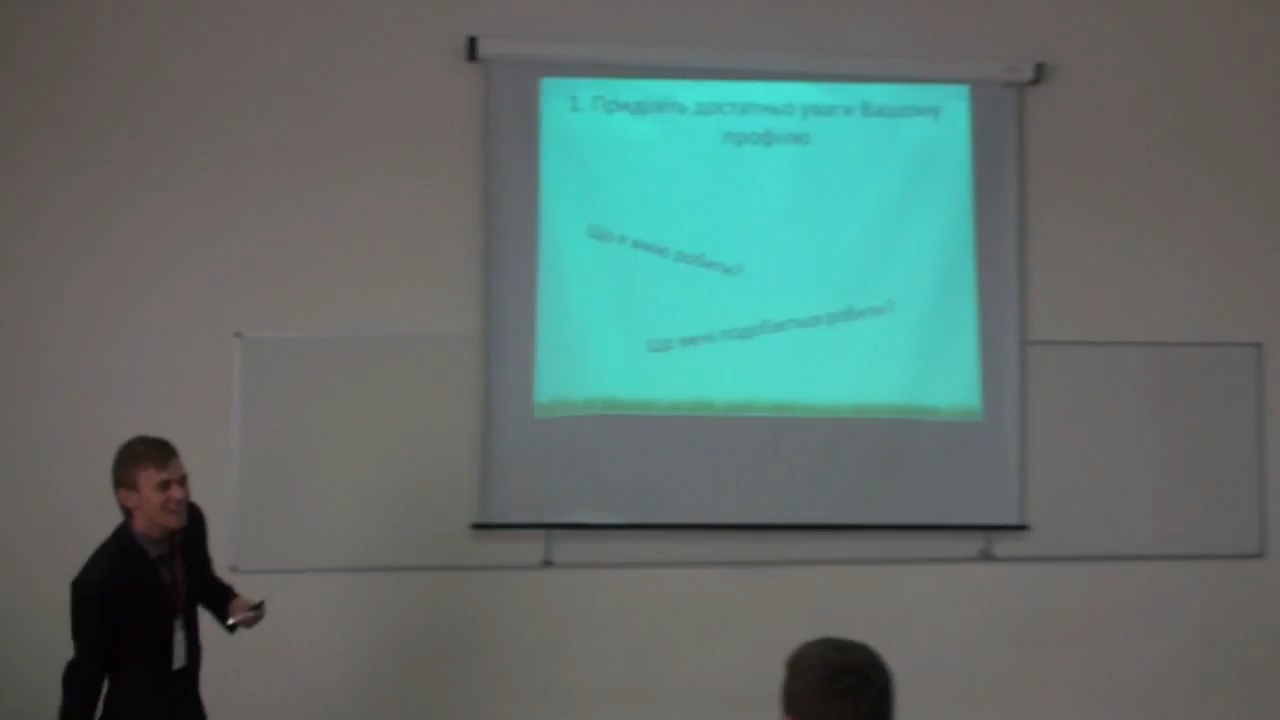 1. Приділіть достатньо уваги Вашому
профілю
Що я вмію робити?
Що мені подобається робити?